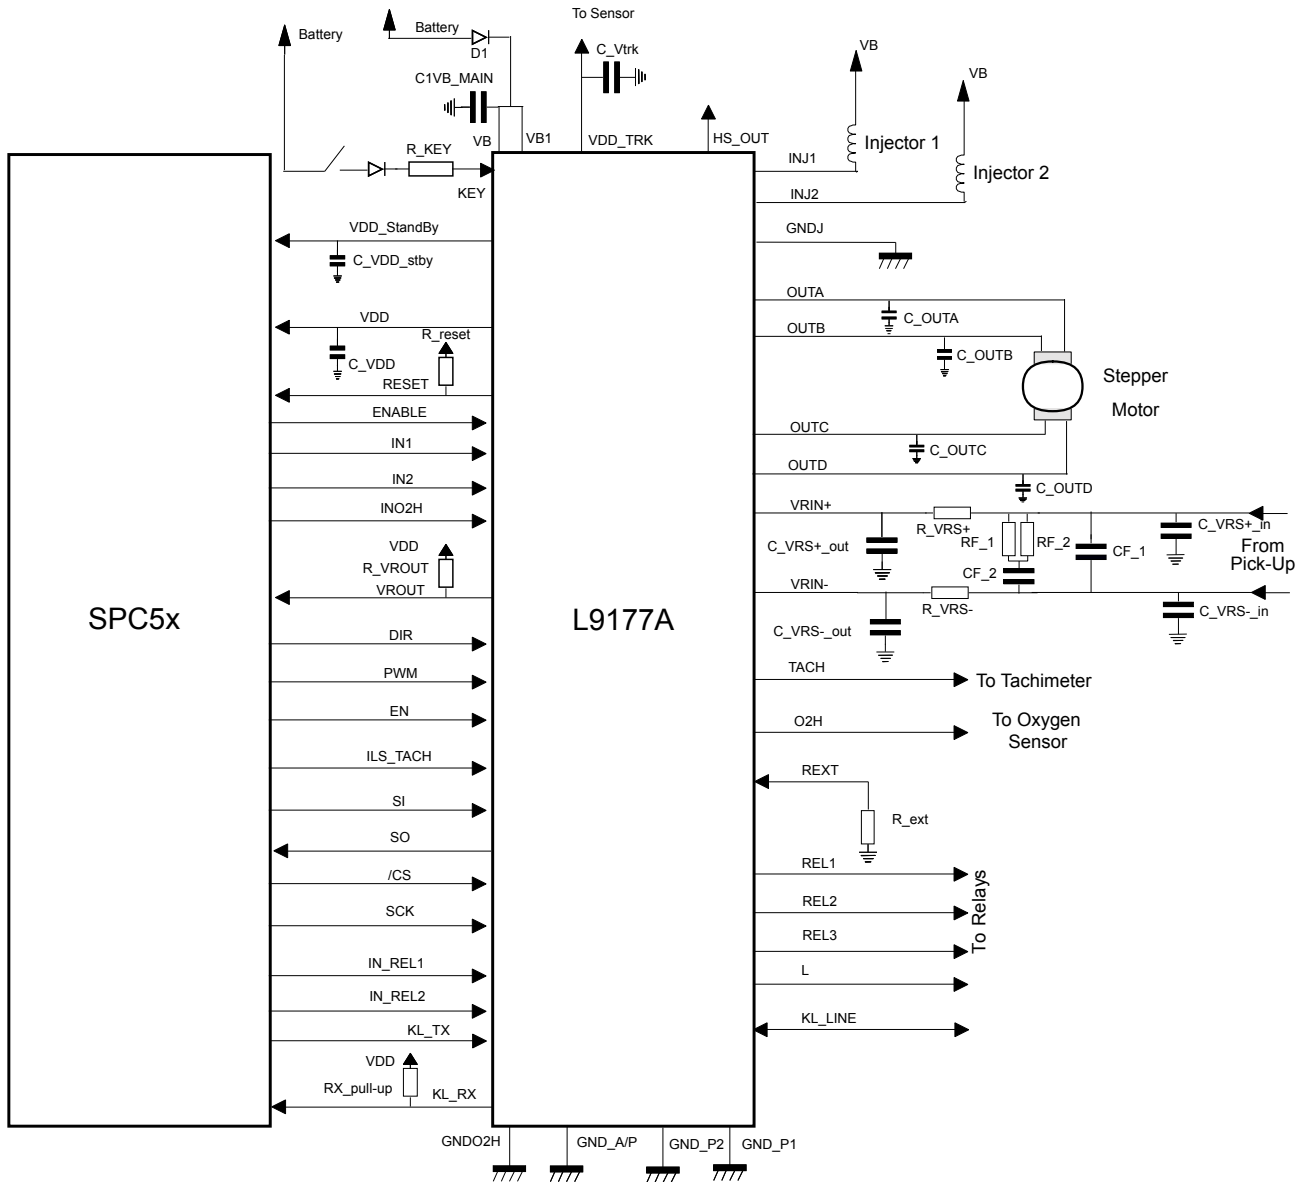 To Sensor
Battery
Battery
D1
C_Vtrk
VB
VB
C1VB_MAIN
VB
VB1
VDD_TRK
HS_OUT
Injector 1
R_KEY
KEY
INJ1
Injector 2
INJ2
VDD_StandBy
GNDJ
C_VDD_stby
OUTA
VDD
C_OUTA
R_reset
OUTB
C_OUTB
C_VDD
RESET
Stepper
Motor
ENABLE
IN1
OUTC
C_OUTC
IN2
OUTD
C_OUTD
INO2H
VRIN+
R_VRS+
C_VRS+_in
VDD
C_VRS+_out
RF_1
RF_2
CF_1
From
Pick-Up
R_VROUT
CF_2
VROUT
VRIN-
SPC5x
L9177A
R_VRS-
C_VRS-_in
DIR
C_VRS-_out
PWM
TACH
To Tachimeter
EN
O2H
To Oxygen
Sensor
ILS_TACH
REXT
SI
R_ext
SO
/CS
REL1
SCK
REL2
To Relays
REL3
IN_REL1
L
IN_REL2
KL_TX
KL_LINE
VDD
RX_pull-up
KL_RX
GNDO2H
GND_A/P
GND_P2
GND_P1